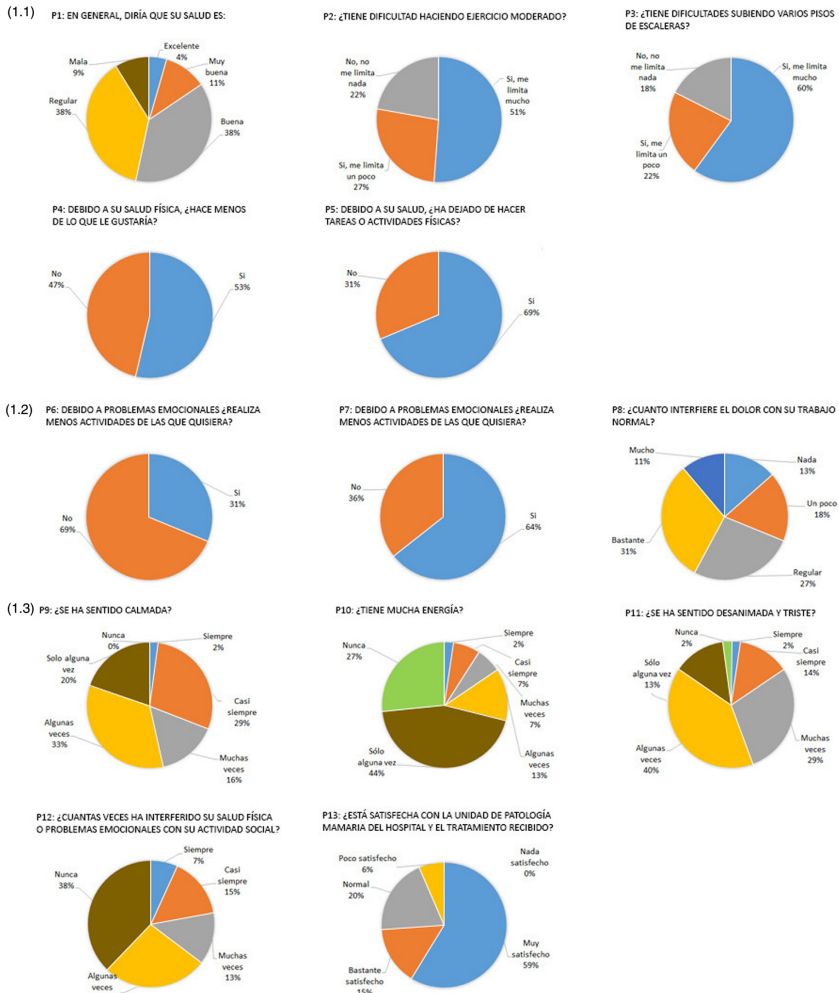 (1.1)
P1: EN GENERAL, DIRÍA QUE SU SALUD ES:
Excelente
4%
Muy
buena
11%
Buena
38%
Regular
38%
Mala
9%
P2: ¿TIENE DIFICULTAD HACIENDO EJERCICIO MODERADO?
No, no
me limita
nada
22%
Si, me
limita
mucho
51%
Si, me limita
un poco
27%
P3: ¿TIENE DIFICULTADES SUBIENDO VARIOS PISOS
DE ESCALERAS?
No, no
me limita
nada
18%
Si, me limita
mucho
60%
Si, me
limita un
poco
22%
P4: DEBIDO A SU SALUD FÍSICA, ¿HACE MENOS
DE LO QUE LE GUSTARÍA?
No
47%
Si
53%
P5: DEBIDO A SU SALUD, ¿HA DEJADO DE HACER
TAREAS O ACTIVIDADES FÍSICAS?
No
31%
Si
69%
(1.2)
P6: DEBIDO A PROBLEMAS EMOCIONALES ¿REALIZA
MENOS ACTIVIDADES DE LAS QUE QUISIERA?
Si
31%
No
69%
P7: DEBIDO A PROBLEMAS EMOCIONALES ¿REALIZA
MENOS ACTIVIDADES DE LAS QUE QUISIERA?
No
36%
Si
64%
P8: ¿CUANTO INTERFIERE EL DOLOR CON SU TRABAJO
NORMAL?
Mucho
11%
Nada
13%
Un poco
18%
Bastante
31%
Regular
27%
(1.3)
P9: ¿SE HA SENTIDO CALMADA?
Nunca
0%
Siempre
2%
Solo alguna
vez
20%
Casi
siempre
29%
Algunas
veces
33%
Muchas
veces
16%
P10: ¿TIENE MUCHA ENERGÍA?
Nunca
27%
Siempre
2%
Casi
siempre
7%
Muchas
veces
7%
Algunas
veces
13%
Sólo
alguna vez
44%
P11: ¿SE HA SENTIDO DESANIMADA Y TRISTE?
Nunca
2%
Siempre
2%
Casi
siempre
14%
Sólo
alguna vez
13%
Muchas
veces
29%
Algunas
veces
40%
P12: ¿CUANTAS VECES HA INTERFERIDO SU SALUD FÍSICA
O PROBLEMAS EMOCIONALES CON SU ACTIVIDAD SOCIAL?
Siempre
7%
Casi
siempre
15%
Nunca
38%
Muchas
veces
13%
Algunas
veces
P13: ¿ESTÁ SATISFECHA CON LA UNIDAD DE PATOLOGÍA
MAMARIA DEL HOSPITAL Y EL TRATAMIENTO RECIBIDO?
Poco satisfecho
6%
Nada
satisfecho
0%
Normal
20%
Muy
satisfecho
59%
Bastante
satisfecho
15%